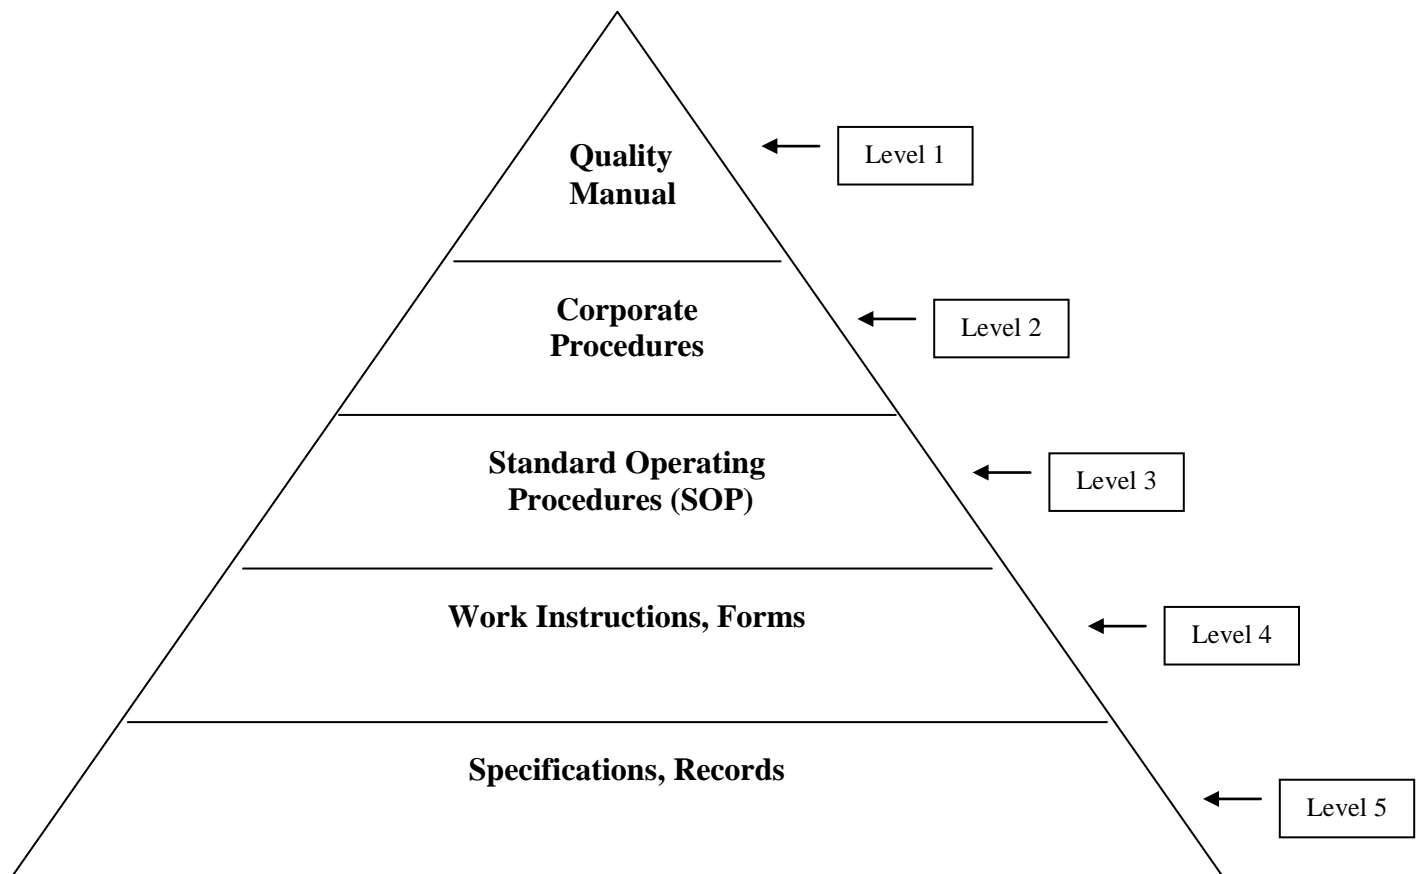 Quality
Manual
Level 1
Corporate
Procedures
Level 2
Standard Operating
Procedures (SOP)
Level 3
Work Instructions, Forms
Level 4
Specifications, Records
Level 5